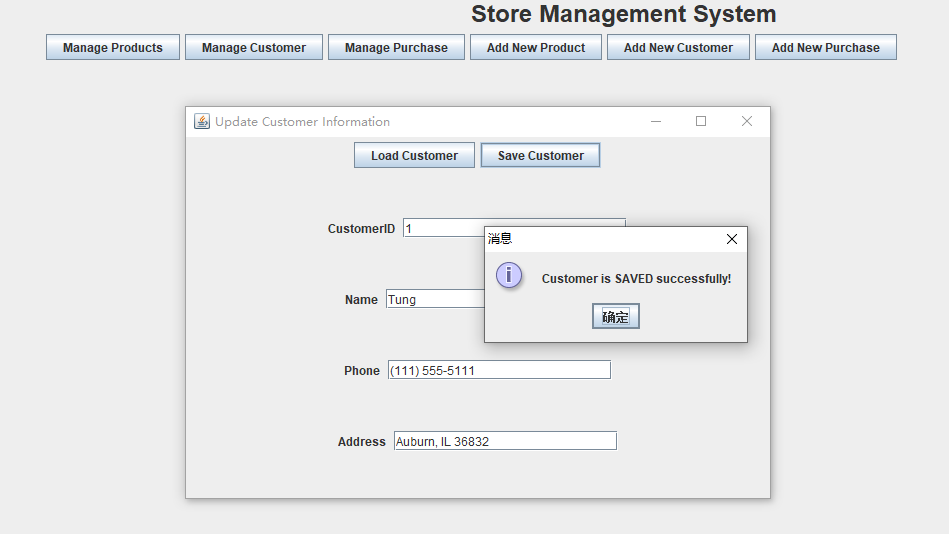 Store Management System
Manage Products Manage Customer Manage Purchase Add New Product Add New Customer Add New Purchase
Update Customer Information
Load Customer Save Customer
CustomerID 1
消息
Customer is SAVED successfully!
Name Tung
确定
Phone (111) 555-5111
Address Auburn, IL 36832